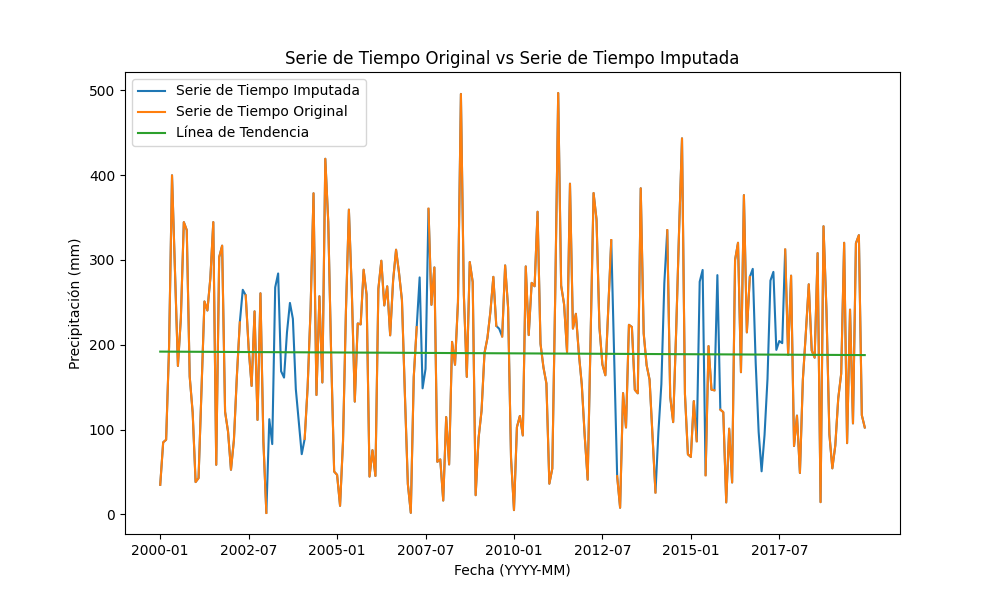 Serie de Tiempo Original vs Serie de Tiempo Imputada
Serie de Tiempo Imputada
Serie de Tiempo Original
Línea de Tendencia
Precipitación (mm)
500
400
300
200
100
0
2000-01 2002-07 2005-01 2007-07 2010-01 2012-07 2015-01 2017-07
Fecha (YYYY-MM)